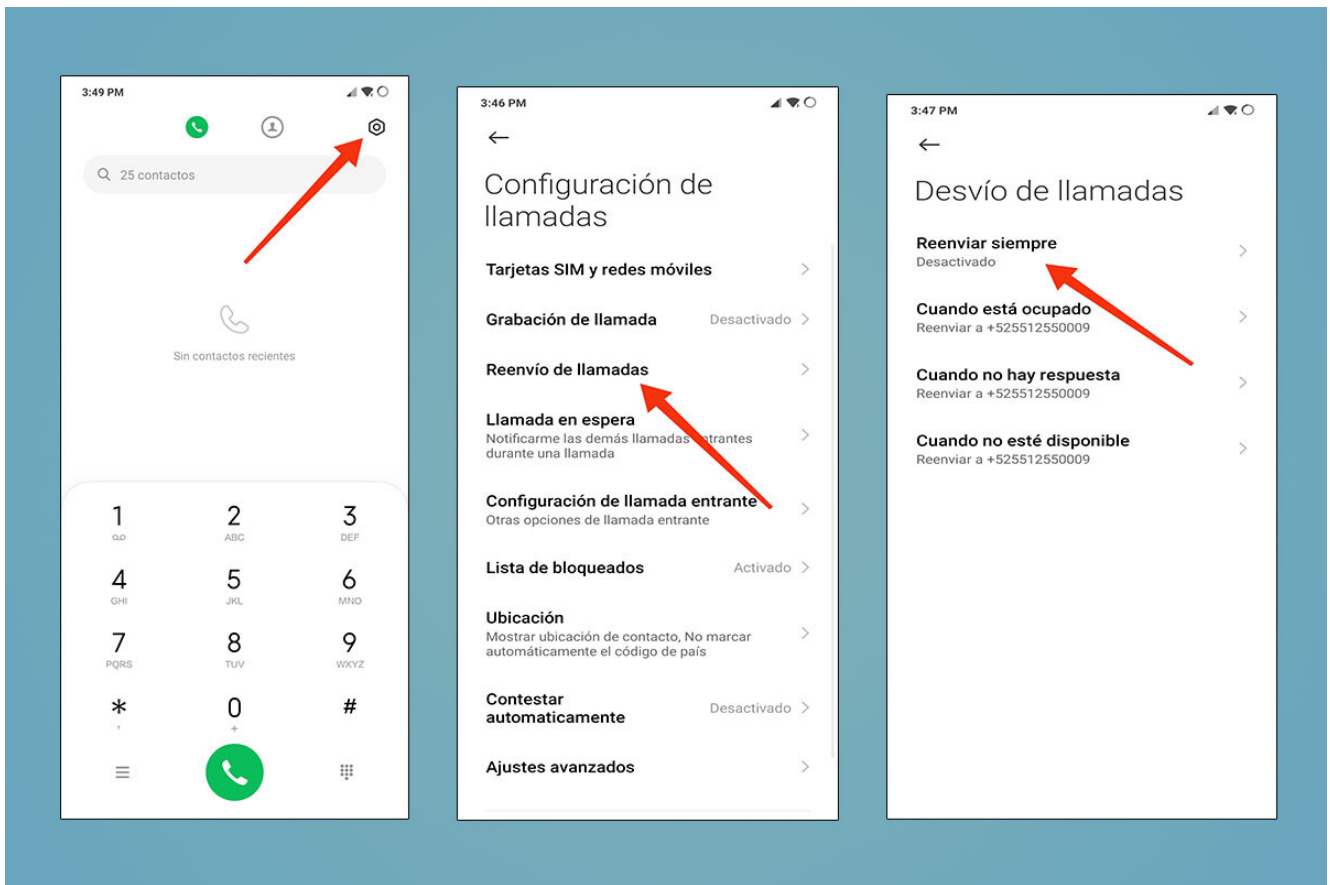 3:49 PM
25 contactos
Sin contactos recientes
1
2
ABC
3
DEF
4
GHI
5
JKL
6
MNO
7
PQRS
8
TUV
9
WXYZ
*
,
0
+
#
3:46 PM
Configuración de
llamadas
Tarjetas SIM y redes móviles
Grabación de llamada Desactivado
Reenvío de llamadas
Llamada en espera
Notificarme las demás llamadas entrantes
durante una llamada
Configuración de llamada entrante
Otras opciones de llamada entrante
Lista de bloqueados Activado
Ubicación
Mostrar ubicación de contacto, No marcar
automáticamente el código de país
Contestar
automaticamente Desactivado
Ajustes avanzados
3:47 PM
Desvío de llamadas
Reenviar siempre
Desactivado
Cuando está ocupado
Reenviar a +525512550009
Cuando no hay respuesta
Reenviar a +525512550009
Cuando no esté disponible
Reenviar a +525512550009